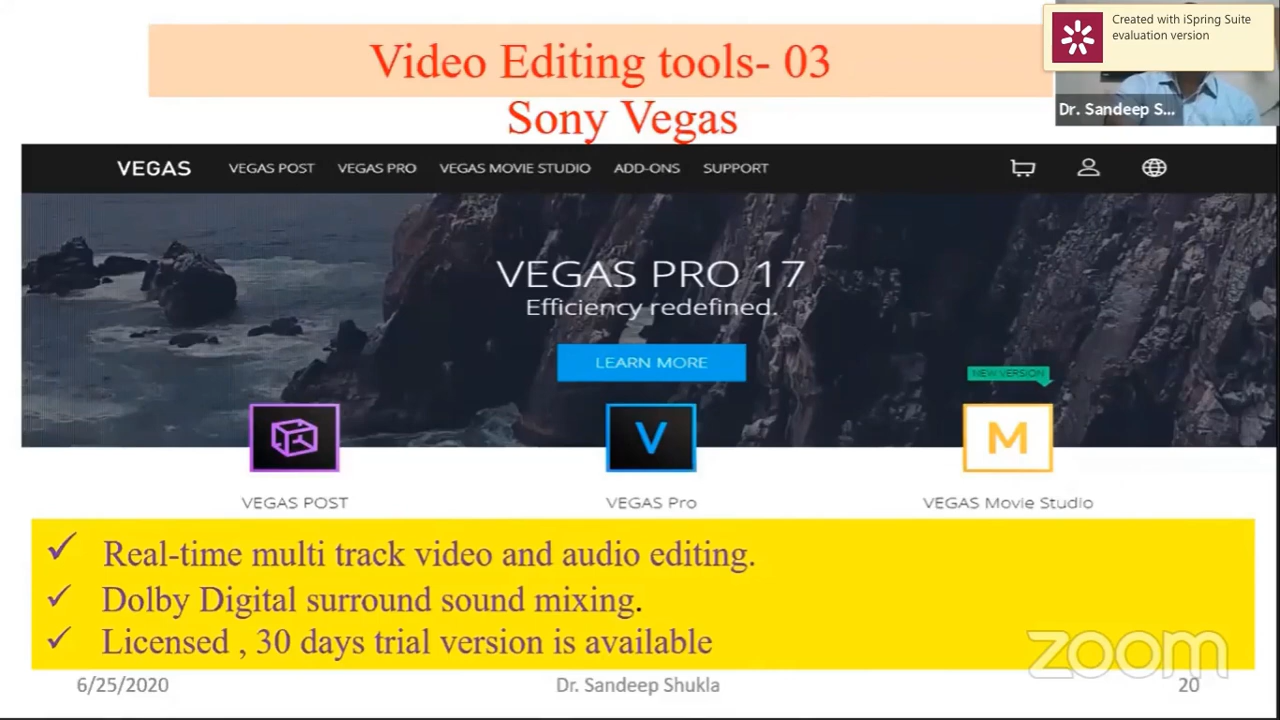 Created with iSpring Suite
evaluation version
Video Editing tools- 03
Dr. Sandeep S...
Sony Vegas
VEGAS VEGAS POST VEGAS PRO VEGAS MOVIE STUDIO ADD-ONS SUPPORT
VEGAS PRO 17
Efficiency redefined.
LEARN MORE
NEW VERSION
V
M
VEGAS POST VEGAS Pro VEGAS Movie Studio
✓ Real-time multi track video and audio editing.
✓ Dolby Digital surround sound mixing.
✓ Licensed , 30 days trial version is available
zoom
6/25/2020 Dr. Sandeep Shukla 20